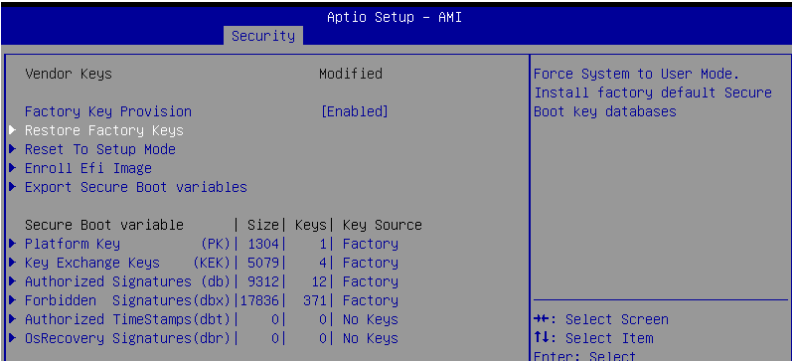 Aptio Setup – AMI
Security
Vendor Keys Modified
Factory Key Provision [Enabled]
Restore Factory Keys
Reset To Setup Mode
Enroll Efi Image
Export Secure Boot variables
Secure Boot variable | Size| Keys| Key Source
Platform Key (PK)| 1304| 1| Factory
Key Exchange Keys (KEK)| 5079| 4| Factory
Authorized Signatures (db)| 9312| 12| Factory
Forbidden Signatures(dbx)|17836| 371| Factory
Authorized TimeStamps(dbt)| 0| 0| No Keys
OsRecovery Signatures(dbr)| 0| 0| No Keys
Force System to User Mode.
Install factory default Secure
Boot key databases
→←: Select Screen
↑↓: Select Item
Enter: Select